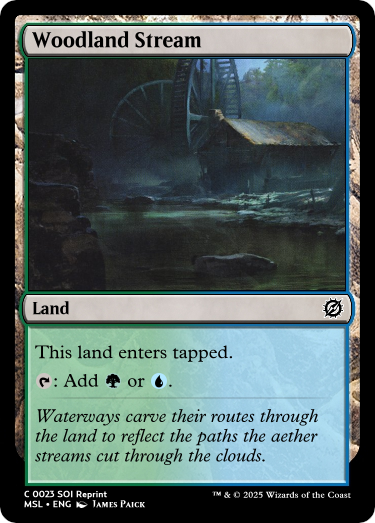 Woodland Stream
Land
This land enters tapped.
: Add or .
Waterways carve their routes through
the land to reflect the paths the aether
streams cut through the clouds.
C 0023 SOI Reprint
MSL • ENG James Paick
™ & © 2025 Wizards of the Coast